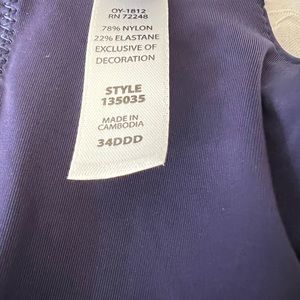 OY-1812
RN 72248
78% NYLON
22% ELASTANE
EXCLUSIVE OF
DECORATION
STYLE
135035
MADE IN
CAMBODIA
34DDD